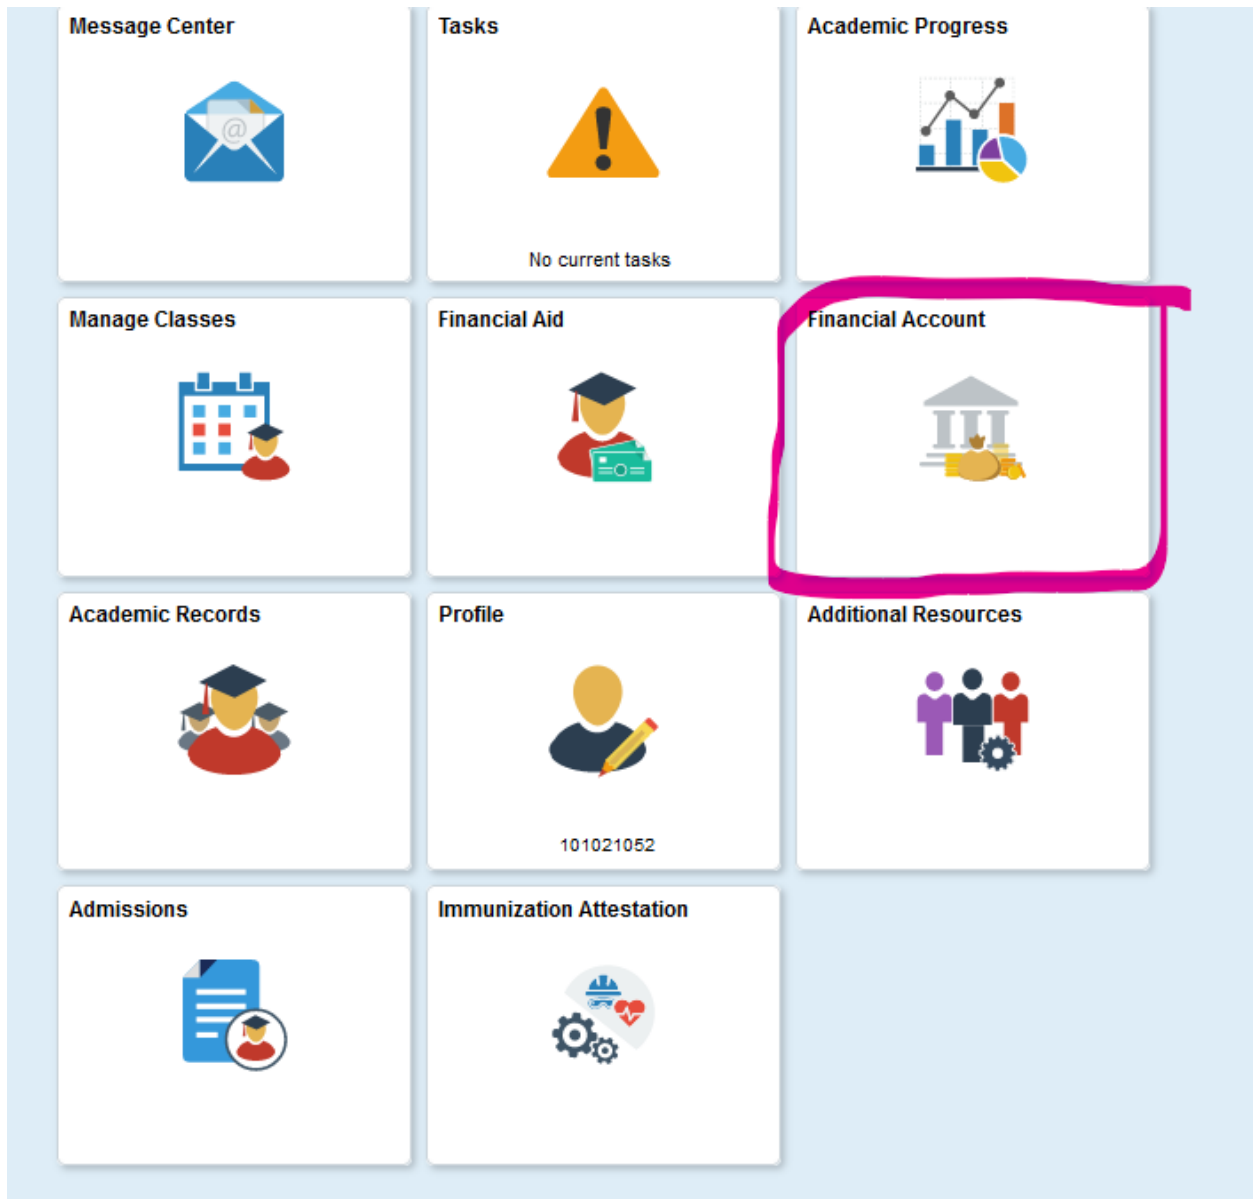 Message Center
Tasks
Academic Progress
@
No current tasks
Manage Classes
Financial Aid
Financial Account
Academic Records
Profile
Additional Resources
101021052
Admissions
Immunization Attestation